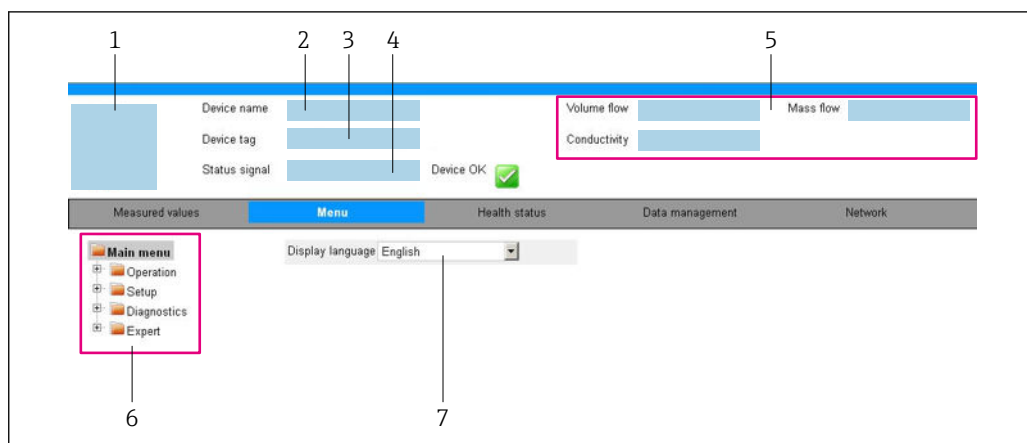 1 2 3 4 5
Device name Volume flow Mass flow
Device tag Conductivity
Status signal Device OK
Measured values Menu Health status Data management Network
Main menu Display language English
Operation
Setup
Diagnostics
Expert
6 7